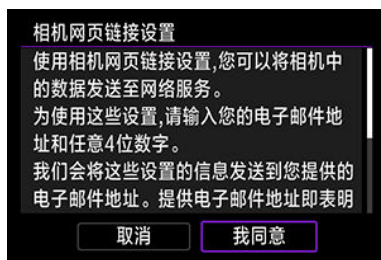 相机网页链接设置
使用相机网页链接设置,您可以将相机中
的数据发送至网络服务。
为使用这些设置,请输入您的电子邮件地
址和任意4位数字。
我们会将这些设置的信息发送到您提供的
电子邮件地址。提供电子邮件地址即表明
取消
我同意